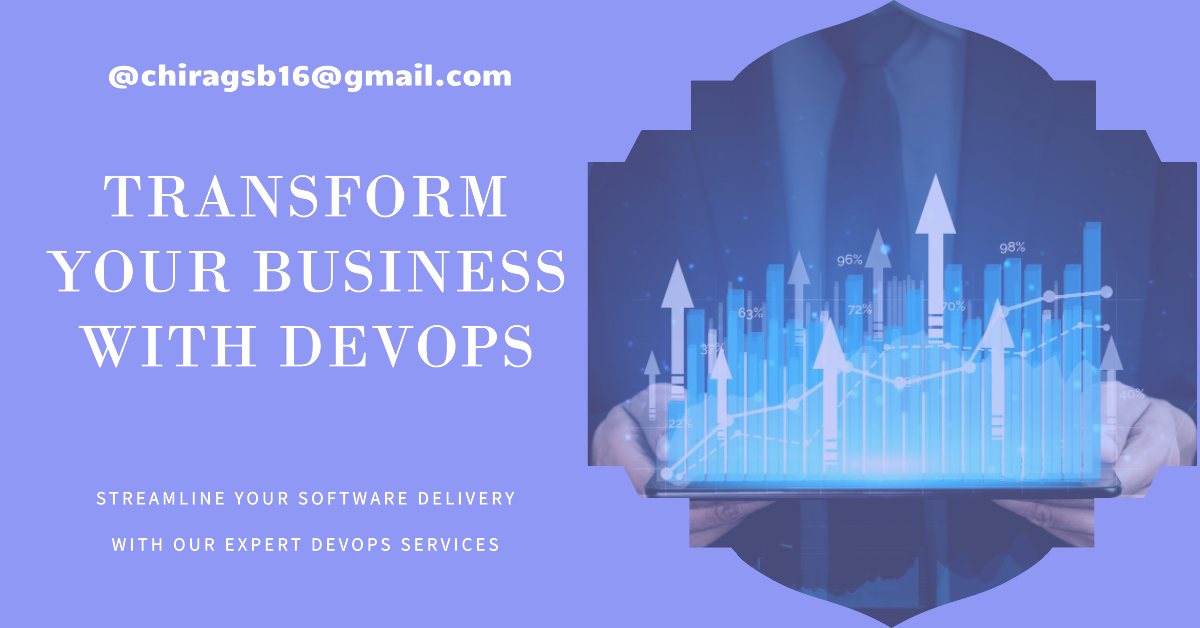 @chiragsb16@gmail.com
TRANSFORM
YOUR BUSINESS
WITH DEVOPS
STREAMLINE YOUR SOFTWARE DELIVERY
WITH OUR EXPERT DEVOPS SERVICES
98%
96%
63%
72%
70%
40%
22%